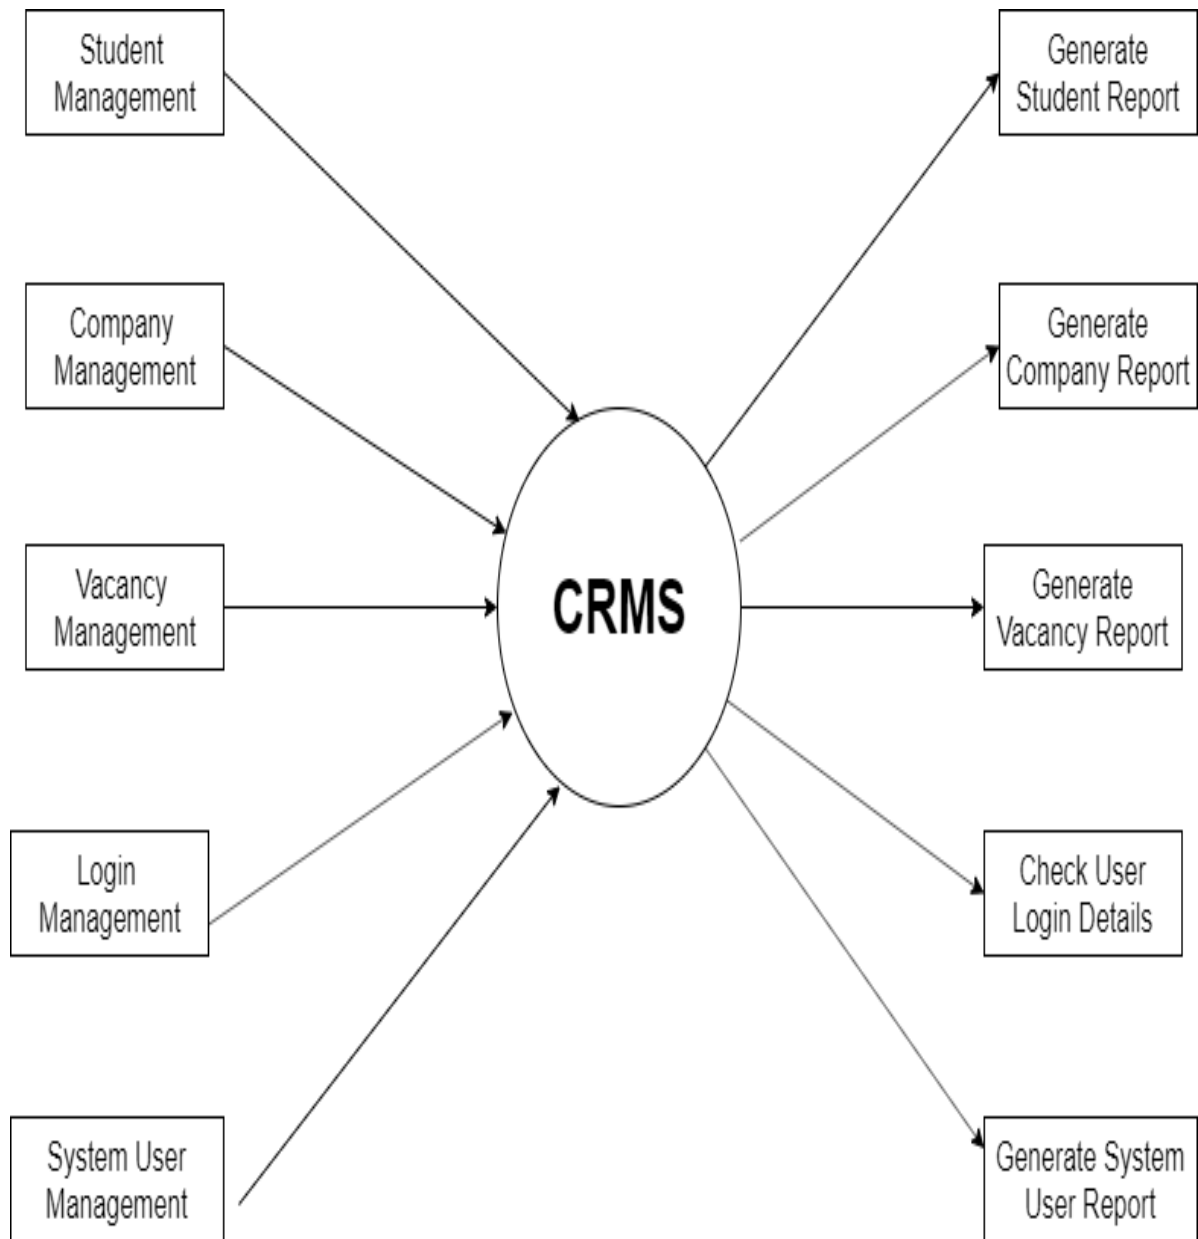 Student
Management
Generate
Student Report
Company
Management
Generate
Company Report
Vacancy
Management
CRMS
Generate
Vacancy Report
Login
Management
Check User
Login Details
System User
Management
Generate System
User Report